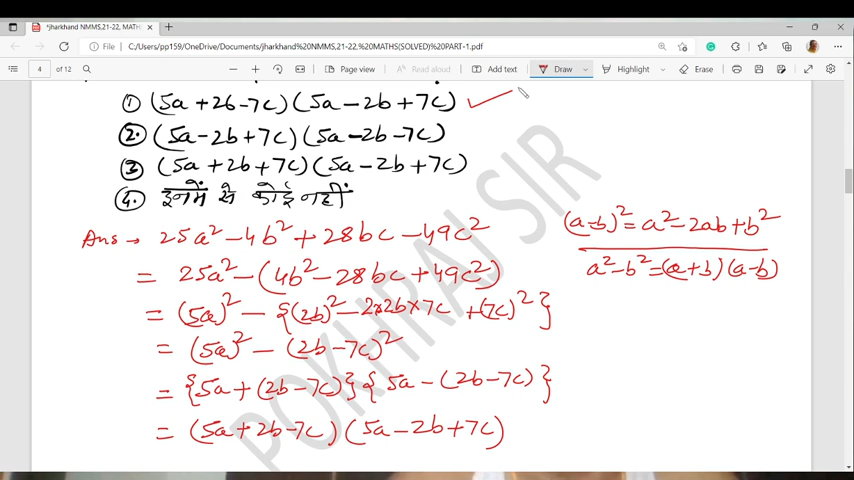 *jharkhand NMMS,21-22, MATHS
File C:/Users/pp159/OneDrive/Documents/jharkhand%20NMMS,21-22,%20MATHS(SOLVED)%20PART-1.pdf
4 of 12 Page view Read aloud Add text Draw Highlight Erase
① (5a+2b-7c)(5a-2b+7c) ✓
②. (5a-2b+7c)(5a-2b-7c)
③ (5a+2b+7c)(5a-2b+7c)
④. इनमें से कोई नहीं
Ans → 25a²-4b²+28bc-49c²
(a-b)²=a²-2ab+b²
= 25a²-(4b²-28bc+49c²)
a²-b²=(a+b)(a-b)
= (5a)² - {(2b)²-2×2b×7c+(7c)²}
= (5a)² - (2b-7c)²
= {5a+(2b-7c)}{5a-(2b-7c)}
= (5a+2b-7c)(5a-2b+7c)
POKHRAJ SIR